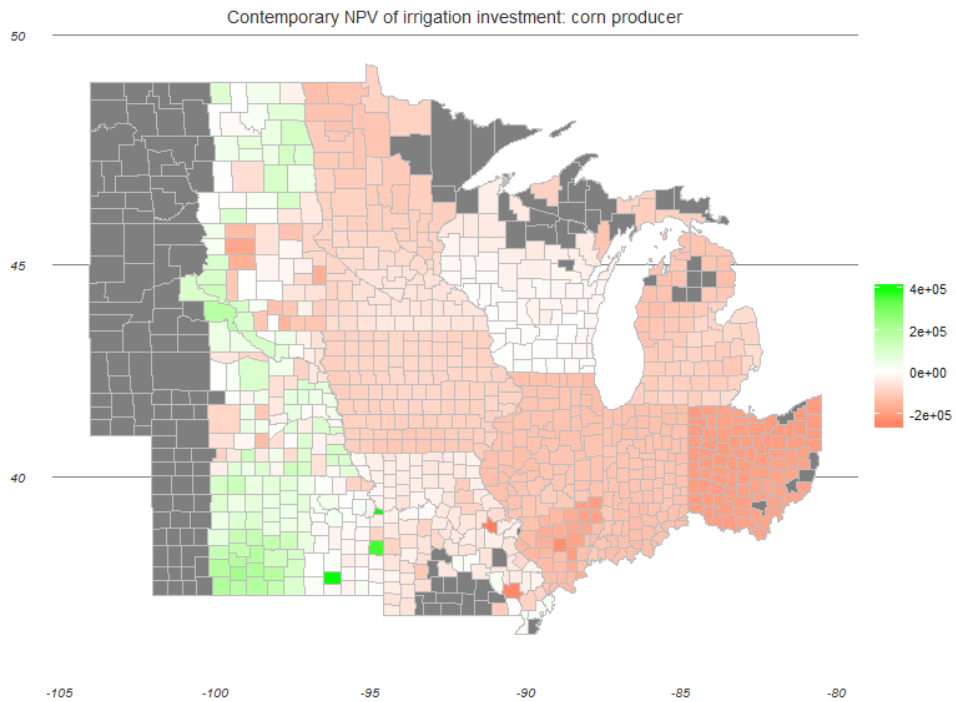 Contemporary NPV of irrigation investment: corn producer
50
45
40
4e+05
2e+05
0e+00
-2e+05
-105
-100
-95
-90
-85
-80